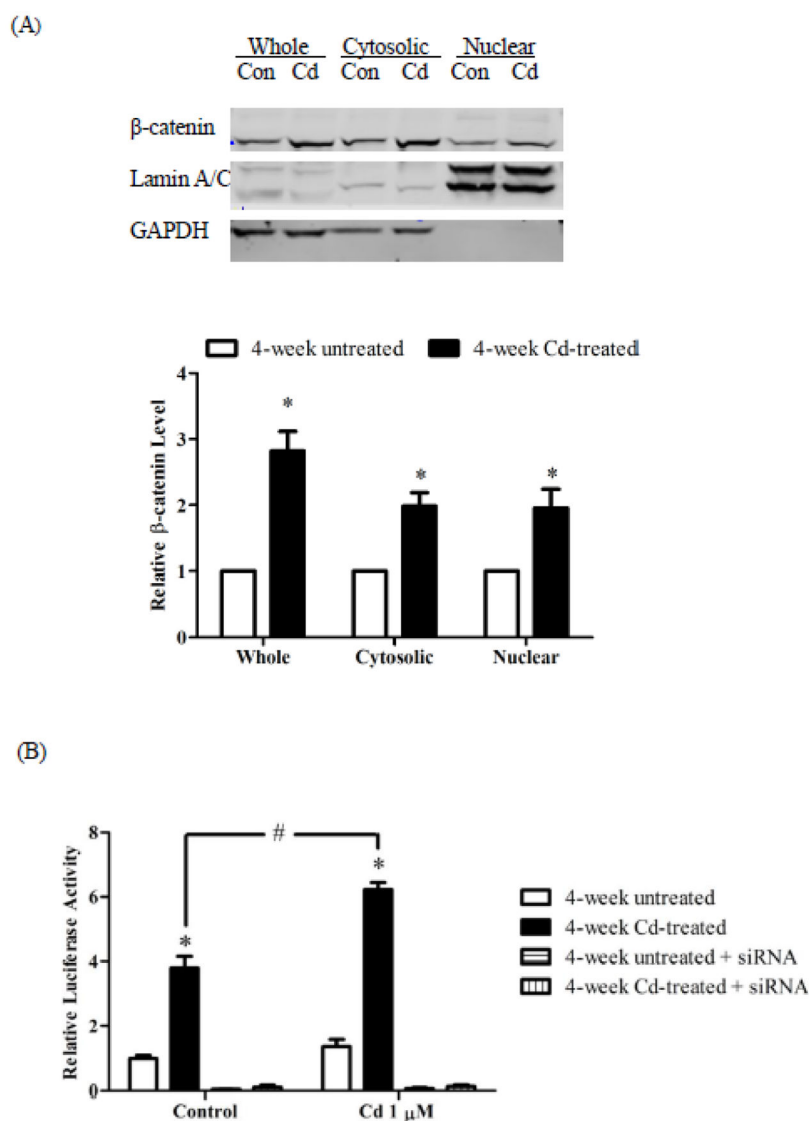 (A)
Whole Cytosolic Nuclear
Con Cd Con Cd Con Cd
β-catenin
Lamin A/C
GAPDH
4-week untreated 4-week Cd-treated
Relative β-catenin Level
4
3
2
1
0
* * *
Whole Cytosolic Nuclear
(B)
Relative Luciferase Activity
8
6
4
2
0
#
* *
Control Cd 1 μM
4-week untreated
4-week Cd-treated
4-week untreated + siRNA
4-week Cd-treated + siRNA